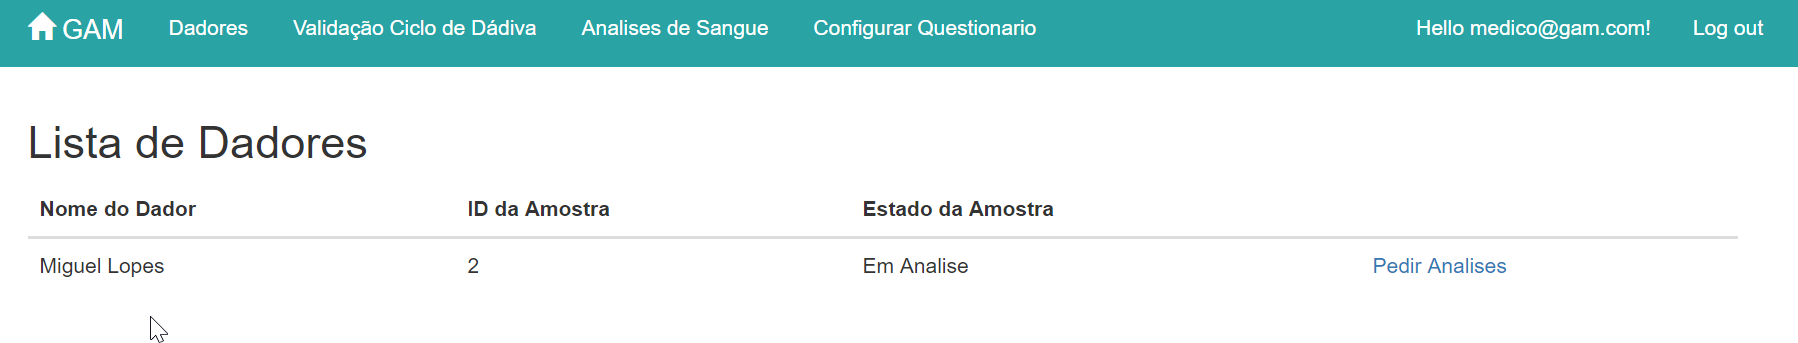 GAM Dadores Validação Ciclo de Dádiva Analises de Sangue Configurar Questionario Hello medico@gam.com! Log out
Lista de Dadores
Nome do Dador ID da Amostra Estado da Amostra
Miguel Lopes 2 Em Analise Pedir Analises